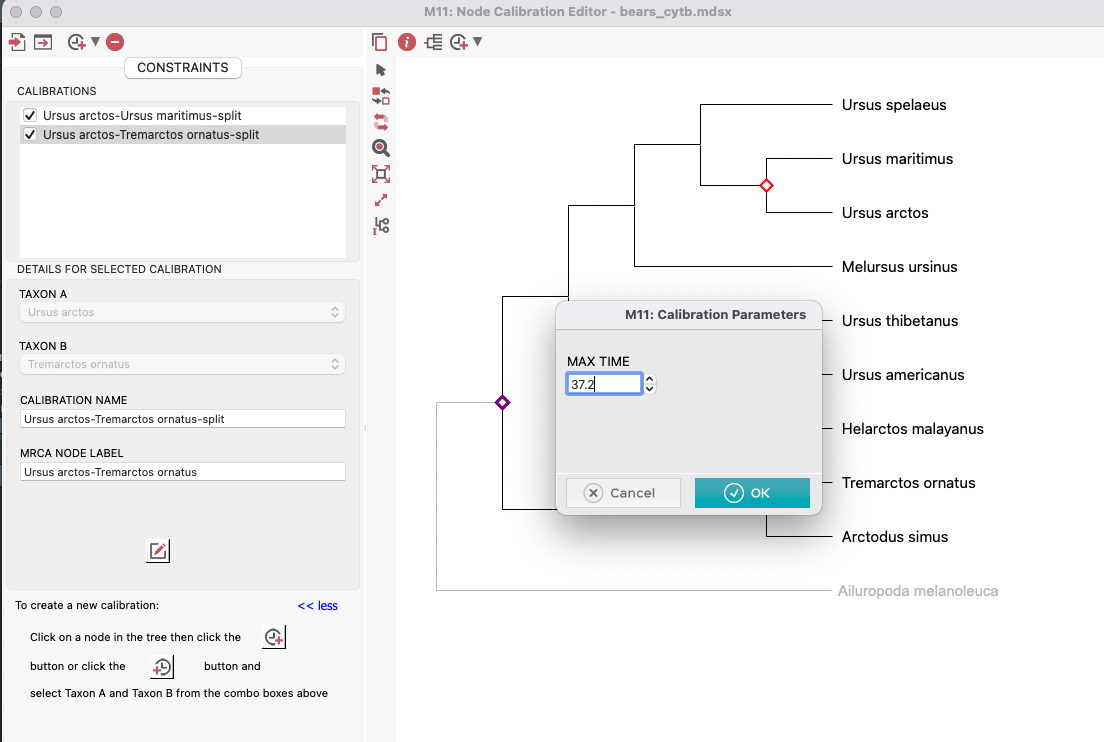 M11: Node Calibration Editor - bears_cytb.mdsx
CONSTRAINTS
CALIBRATIONS
Ursus arctos-Ursus maritimus-split
Ursus arctos-Tremarctos ornatus-split
DETAILS FOR SELECTED CALIBRATION
TAXON A
Ursus arctos
TAXON B
Tremarctos ornatus
CALIBRATION NAME
Ursus arctos-Tremarctos ornatus-split
MRCA NODE LABEL
Ursus arctos-Tremarctos ornatus
To create a new calibration:
<< less
Click on a node in the tree then click the
button or click the button and
select Taxon A and Taxon B from the combo boxes above
Ursus spelaeus
Ursus maritimus
Ursus arctos
Melursus ursinus
Ursus thibetanus
Ursus americanus
Helarctos malayanus
Tremarctos ornatus
Arctodus simus
Ailuropoda melanoleuca
M11: Calibration Parameters
MAX TIME
37.2
Cancel
OK